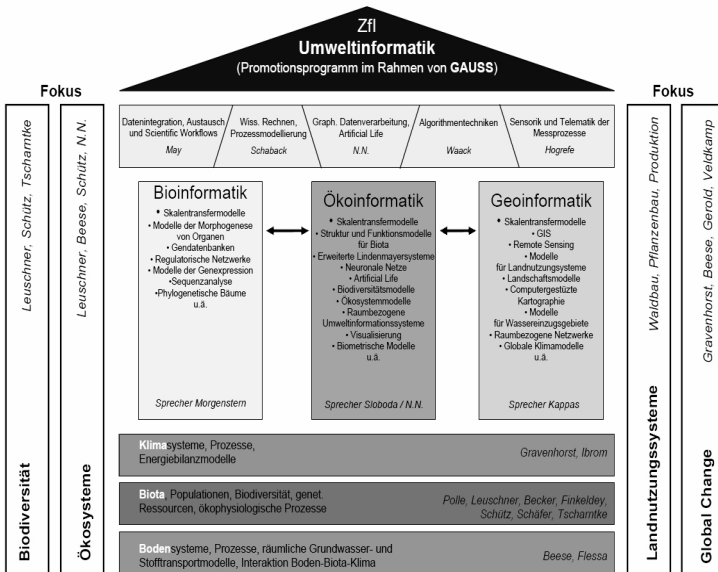 ZfI
Umweltinformatik
(Promotionsprogramm im Rahmen von GAUSS)
Fokus
Fokus
Biodiversität
Leuschner, Schütz, Tscharntke
Ökosysteme
Leuschner, Beese, Schütz, N.N.
Datenintegration, Austausch
und Scientific Workflows
May
Wiss. Rechnen,
Prozessmodellierung
Schaback
Graph. Datenverarbeitung,
Artificial Life
N.N.
Algorithmentechniken
Waack
Sensorik und Telematik der
Messprozesse
Hogrefe
Bioinformatik
• Skalentransfermodelle
• Modelle der Morphogenese
von Organen
• Gendatenbanken
• Regulatorische Netzwerke
• Modelle der Genexpression
• Sequenzanalyse
• Phylogenetische Bäume
u.ä.
Sprecher Morgenstern
Ökoinformatik
• Skalentransfermodelle
• Struktur und Funktionsmodelle
für Biota
• Erweiterte Lindenmayersysteme
• Neuronale Netze
• Artificial Life
• Biodiversitätsmodelle
• Ökosystemmodelle
• Raumbezogene
Umweltinformationssysteme
• Visualisierung
• Biometrische Modelle
u.ä.
Sprecher Sloboda / N.N.
Geoinformatik
• Skalentransfermodelle
• GIS
• Remote Sensing
• Modelle
für Landnutzungsysteme
• Landschaftsmodelle
• Computergestützte
Kartographie
• Modelle
für Wassereinzugsgebiete
• Raumbezogene Netzwerke
• Globale Klimamodelle
u.ä.
Sprecher Kappas
Klimasysteme, Prozesse,
Energiebilanzmodelle
Gravenhorst, Ibrom
Biota, Populationen, Biodiversität, genet.
Ressourcen, ökophysiologische Prozesse
Polle, Leuschner, Becker, Finkeldey,
Schütz, Schäfer, Tscharntke
Bodensysteme, Prozesse, räumliche Grundwasser- und
Stofftransportmodelle, Interaktion Boden-Biota-Klima
Beese, Flessa
Landnutzungssysteme
Waldbau, Pflanzenbau, Produktion
Global Change
Gravenhorst, Beese, Gerold, Veldkamp